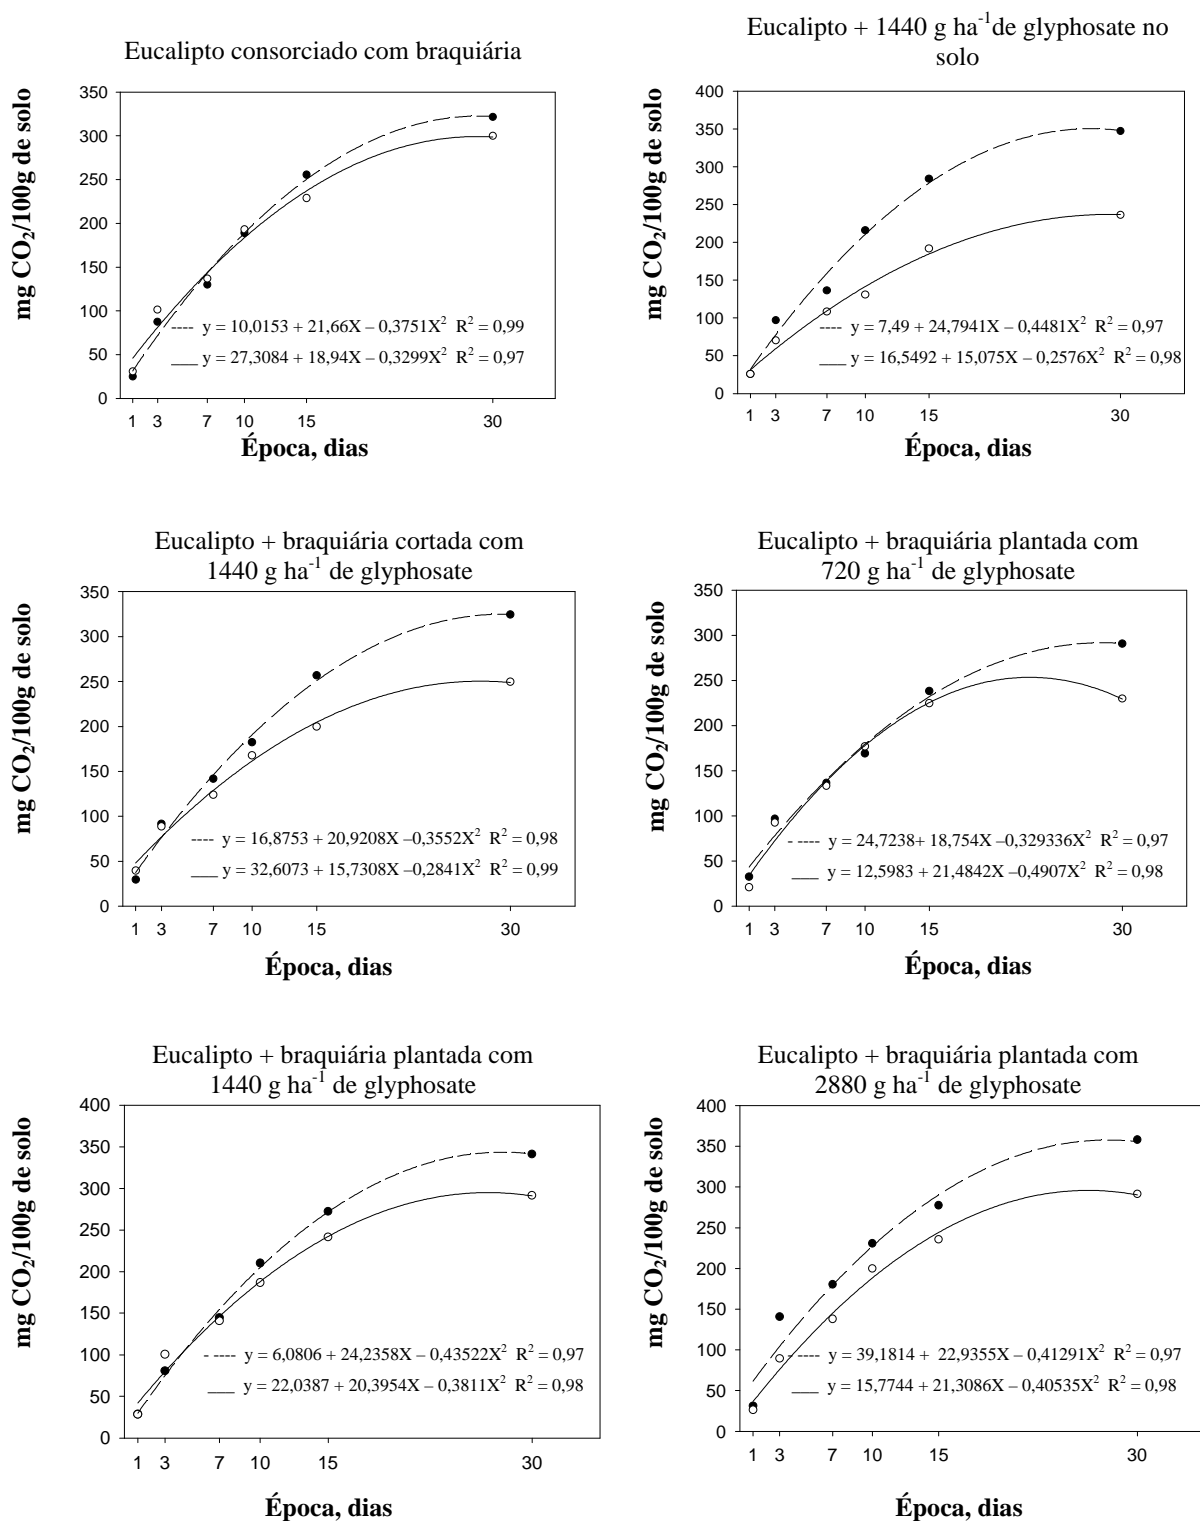 Eucalipto consorciado com braquiária
mg CO₂/100g de solo
350
300
250
200
150
100
50
0
y = 10,0153 + 21,66X – 0,3751X² R² = 0,99
y = 27,3084 + 18,94X – 0,3299X² R² = 0,97
1 3 7 10 15 30
Época, dias
Eucalipto + 1440 g ha⁻¹de glyphosate no
solo
mg CO₂/100g de solo
400
350
300
250
200
150
100
50
0
y = 7,49 + 24,7941X – 0,4481X² R² = 0,97
y = 16,5492 + 15,075X – 0,2576X² R² = 0,98
1 3 7 10 15 30
Época, dias
Eucalipto + braquiária cortada com
1440 g ha⁻¹ de glyphosate
mg CO₂/100g de solo
350
300
250
200
150
100
50
0
y = 16,8753 + 20,9208X –0,3552X² R² = 0,98
y = 32,6073 + 15,7308X –0,2841X² R² = 0,99
1 3 7 10 15 30
Época, dias
Eucalipto + braquiária plantada com
720 g ha⁻¹ de glyphosate
mg CO₂/100g de solo
350
300
250
200
150
100
50
0
y = 24,7238+ 18,754X –0,329336X² R² = 0,97
y = 12,5983 + 21,4842X –0,4907X² R² = 0,98
1 3 7 10 15 30
Época, dias
Eucalipto + braquiária plantada com
1440 g ha⁻¹ de glyphosate
mg CO₂/100g de solo
400
350
300
250
200
150
100
50
0
y = 6,0806 + 24,2358X – 0,43522X² R² = 0,97
y = 22,0387 + 20,3954X – 0,3811X² R² = 0,98
1 3 7 10 15 30
Época, dias
Eucalipto + braquiária plantada com
2880 g ha⁻¹ de glyphosate
mg CO₂/100g de solo
400
350
300
250
200
150
100
50
0
y = 39,1814 + 22,9355X – 0,41291X² R² = 0,97
y = 15,7744 + 21,3086X – 0,40535X² R² = 0,98
1 3 7 10 15 30
Época, dias